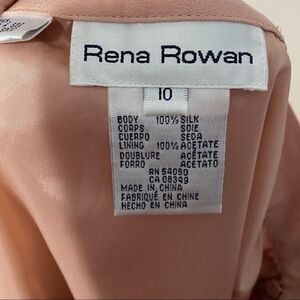 Rena Rowan
10
BODY 100% SILK
CORPS SOIE
CUERPO SEDA
LINING 100% ACETATE
DOUBLURE ACÉTATE
FORRO ACETATO
RN 54050
CA 08349
MADE IN CHINA
FABRIQUÉ EN CHINE
HECHO EN CHINA